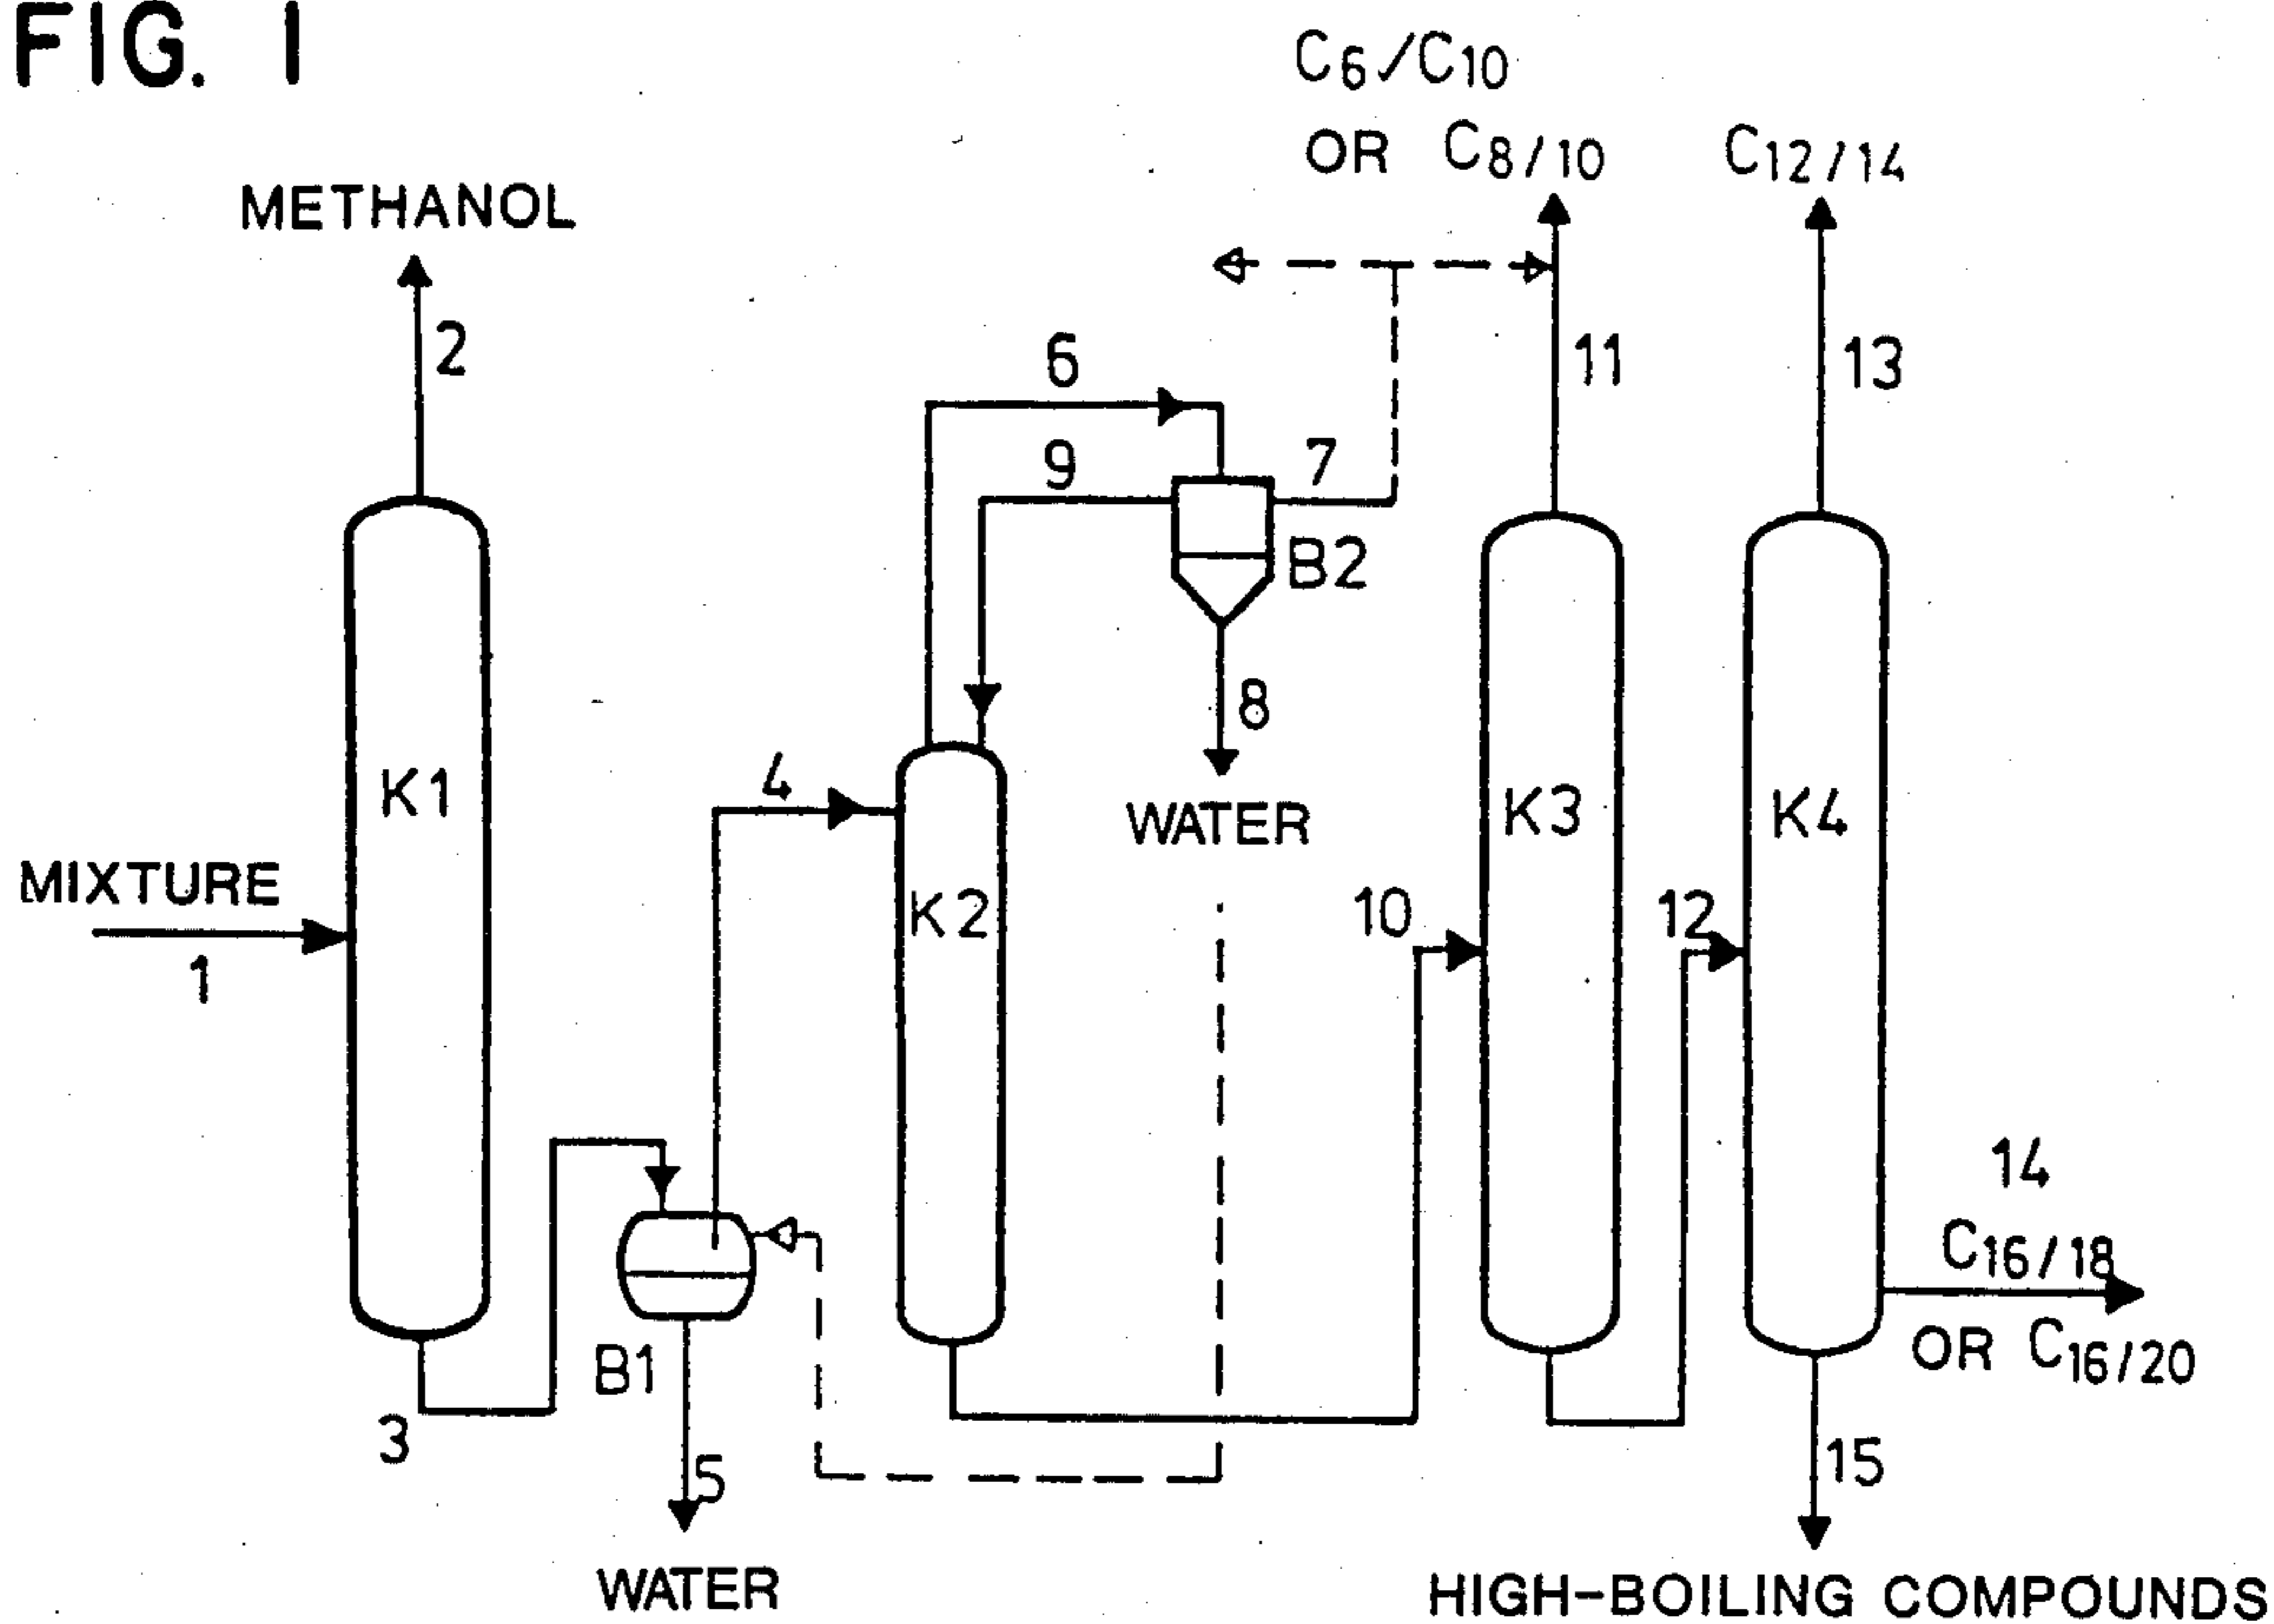 FIG. 1
C6/C10
OR C8/10
C12/14
METHANOL
2
6
11
13
9
7
B2
8
4
K1
K3
K4
WATER
MIXTURE
K2
10
12
1
14
C16/18
B1
OR C16/20
3
5
15
WATER
HIGH-BOILING COMPOUNDS